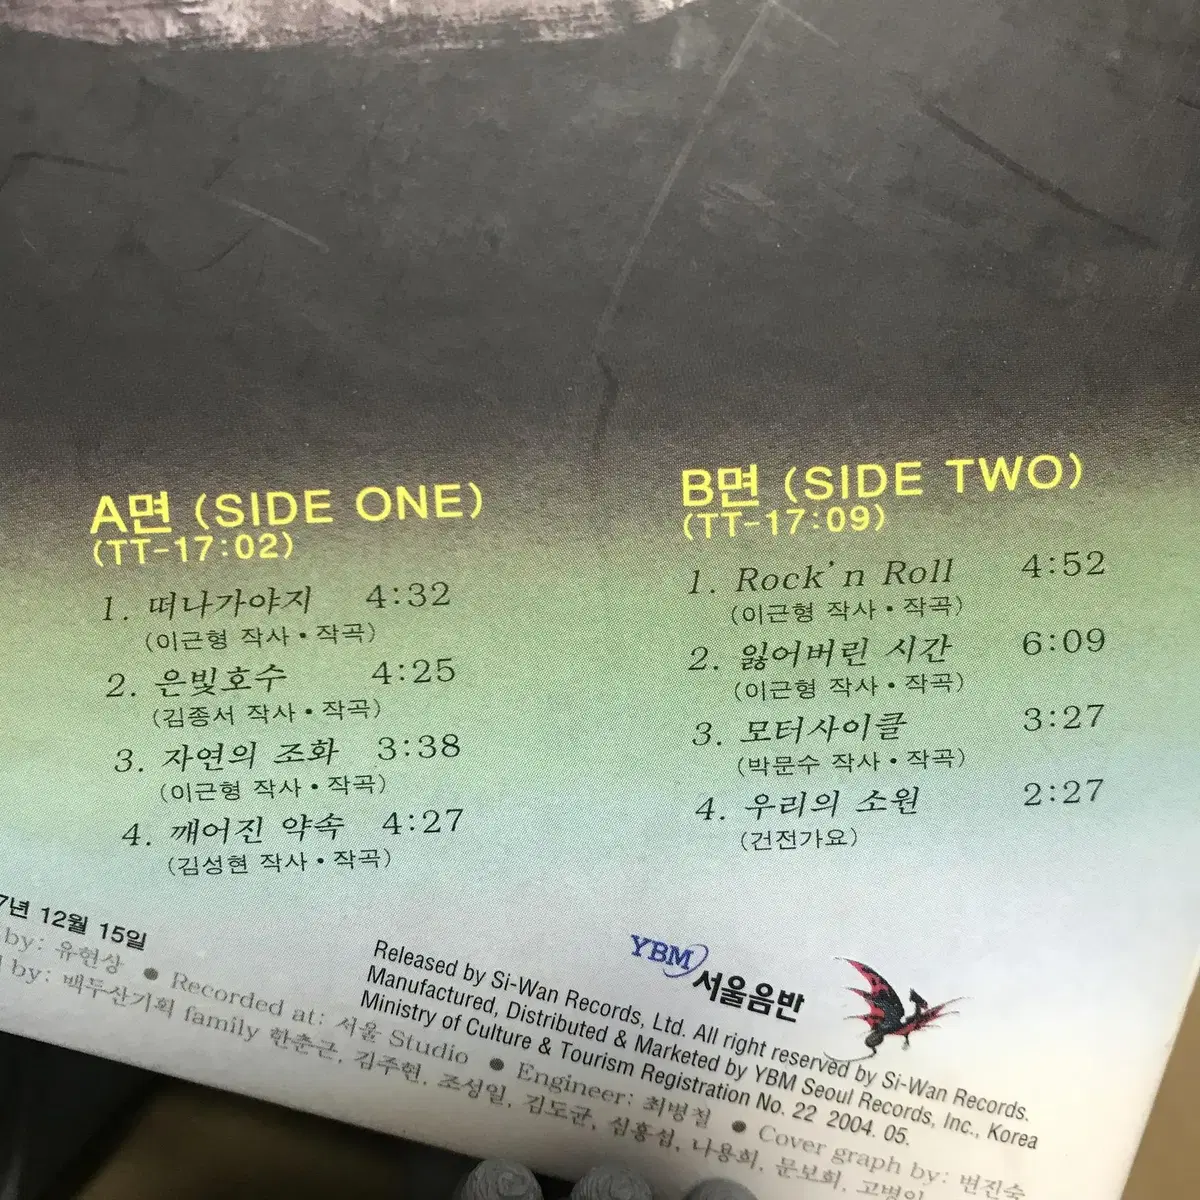 A면 (SIDE ONE)
(TT-17:02)
1. 떠나가야지 4:32
(이근형 작사•작곡)
2. 은빛호수 4:25
(김종서 작사•작곡)
3. 자연의 조화 3:38
(이근형 작사•작곡)
4. 깨어진 약속 4:27
(김성현 작사•작곡)
B면 (SIDE TWO)
(TT-17:09)
1. Rock'n Roll 4:52
(이근형 작사•작곡)
2. 잃어버린 시간 6:09
(이근형 작사•작곡)
3. 모터사이클 3:27
(박문수 작사•작곡)
4. 우리의 소원 2:27
(건전가요)
7년 12월 15일
by: 유현상 ● Recorded at: 서울 Studio ● Engineer: 최병철 ● Cover graph by: 변진숙
by: 백두산기획 family 한춘근, 김주현, 조성일, 김도균, 심흥섭, 나용희, 문보회, 고병일
YBM 서울음반
Released by Si-Wan Records, Ltd. All right reserved by Si-Wan Records.
Manufactured, Distributed & Marketed by YBM Seoul Records, Inc., Korea
Ministry of Culture & Tourism Registration No. 22 2004. 05.